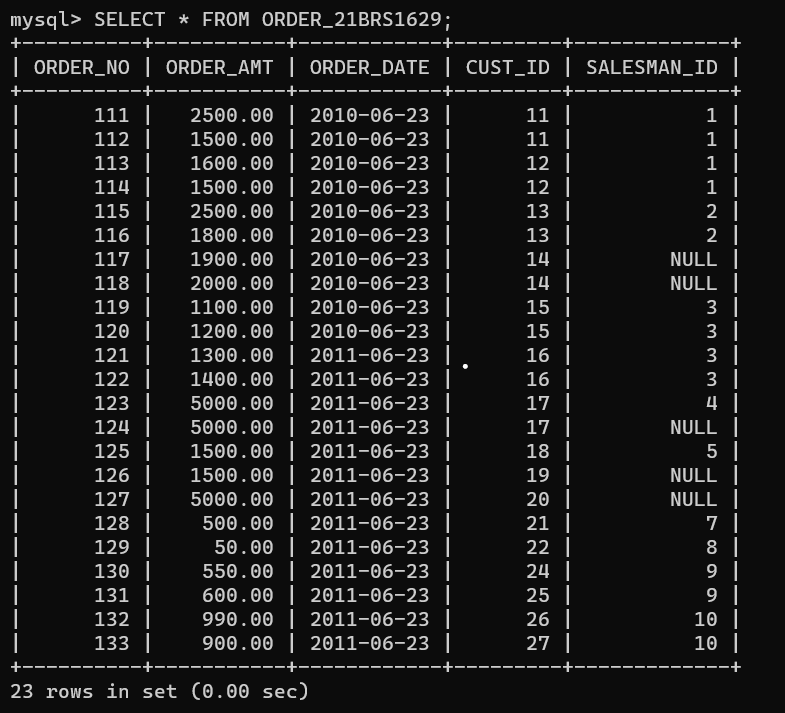 mysql> SELECT * FROM ORDER_21BRS1629;
+----------+-----------+------------+---------+-------------+
| ORDER_NO | ORDER_AMT | ORDER_DATE | CUST_ID | SALESMAN_ID |
+----------+-----------+------------+---------+-------------+
|      111 |   2500.00 | 2010-06-23 |      11 |           1 |
|      112 |   1500.00 | 2010-06-23 |      11 |           1 |
|      113 |   1600.00 | 2010-06-23 |      12 |           1 |
|      114 |   1500.00 | 2010-06-23 |      12 |           1 |
|      115 |   2500.00 | 2010-06-23 |      13 |           2 |
|      116 |   1800.00 | 2010-06-23 |      13 |           2 |
|      117 |   1900.00 | 2010-06-23 |      14 |        NULL |
|      118 |   2000.00 | 2010-06-23 |      14 |        NULL |
|      119 |   1100.00 | 2010-06-23 |      15 |           3 |
|      120 |   1200.00 | 2010-06-23 |      15 |           3 |
|      121 |   1300.00 | 2011-06-23 |      16 |           3 |
|      122 |   1400.00 | 2011-06-23 |      16 |           3 |
|      123 |   5000.00 | 2011-06-23 |      17 |           4 |
|      124 |   5000.00 | 2011-06-23 |      17 |        NULL |
|      125 |   1500.00 | 2011-06-23 |      18 |           5 |
|      126 |   1500.00 | 2011-06-23 |      19 |        NULL |
|      127 |   5000.00 | 2011-06-23 |      20 |        NULL |
|      128 |    500.00 | 2011-06-23 |      21 |           7 |
|      129 |     50.00 | 2011-06-23 |      22 |           8 |
|      130 |    550.00 | 2011-06-23 |      24 |           9 |
|      131 |    600.00 | 2011-06-23 |      25 |           9 |
|      132 |    990.00 | 2011-06-23 |      26 |          10 |
|      133 |    900.00 | 2011-06-23 |      27 |          10 |
+----------+-----------+------------+---------+-------------+
23 rows in set (0.00 sec)